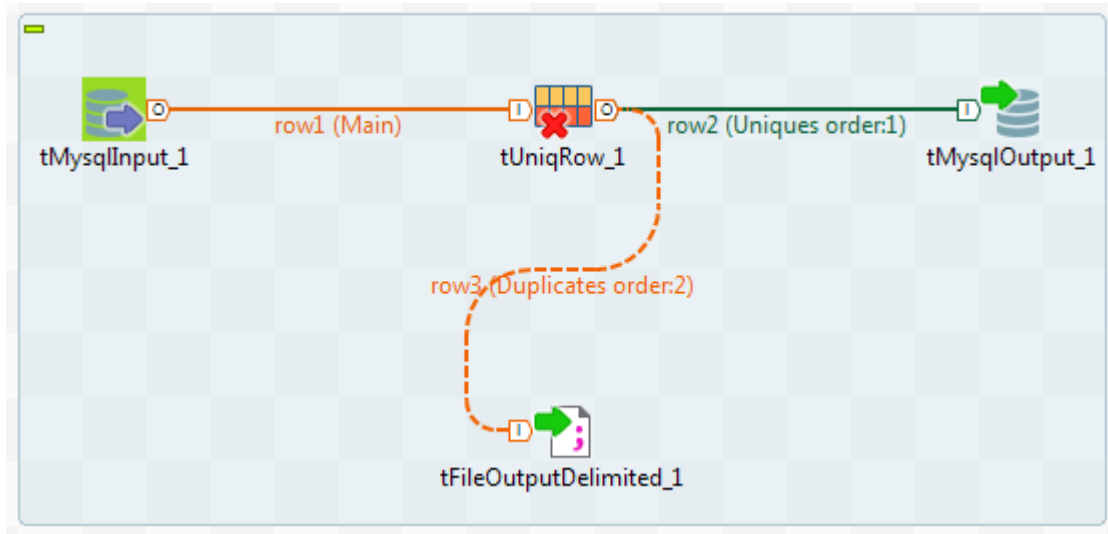 row1 (Main)
row2 (Uniques order:1)
tMysqlInput_1
tUniqRow_1
tMysqlOutput_1
row3 (Duplicates order:2)
tFileOutputDelimited_1